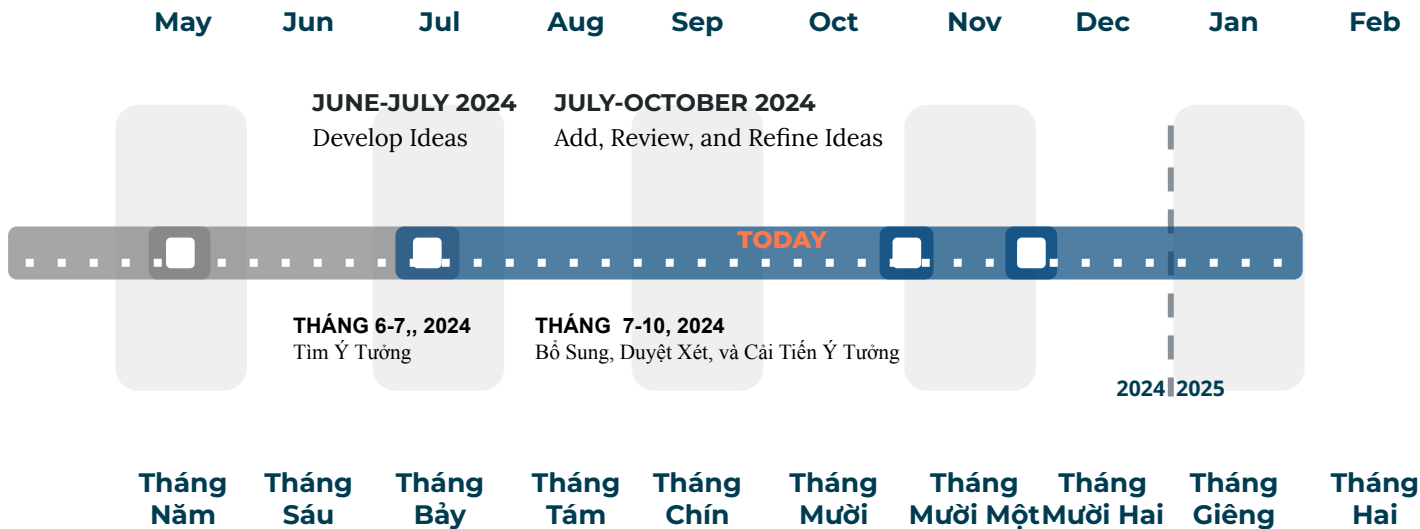 May Jun Jul Aug Sep Oct Nov Dec Jan Feb
JUNE-JULY 2024
Develop Ideas
JULY-OCTOBER 2024
Add, Review, and Refine Ideas
TODAY
THÁNG 6-7,, 2024
Tìm Ý Tưởng
THÁNG 7-10, 2024
Bổ Sung, Duyệt Xét, và Cải Tiến Ý Tưởng
2024 2025
Tháng Năm
Tháng Sáu
Tháng Bảy
Tháng Tám
Tháng Chín
Tháng Mười
Tháng Mười Một
Tháng Mười Hai
Tháng Giêng
Tháng Hai